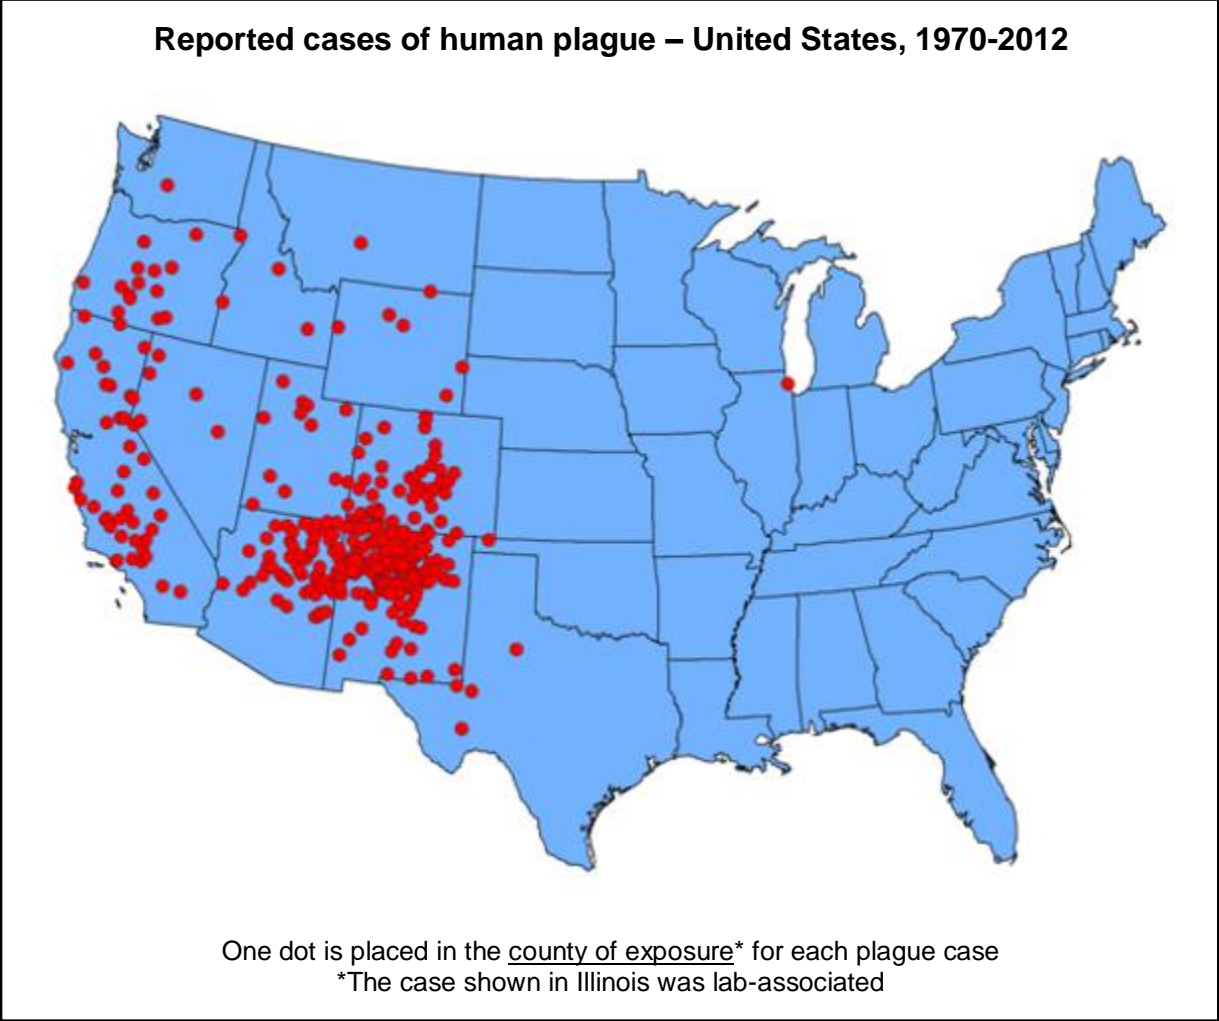 Reported cases of human plague – United States, 1970-2012
One dot is placed in the county of exposure* for each plague case
*The case shown in Illinois was lab-associated